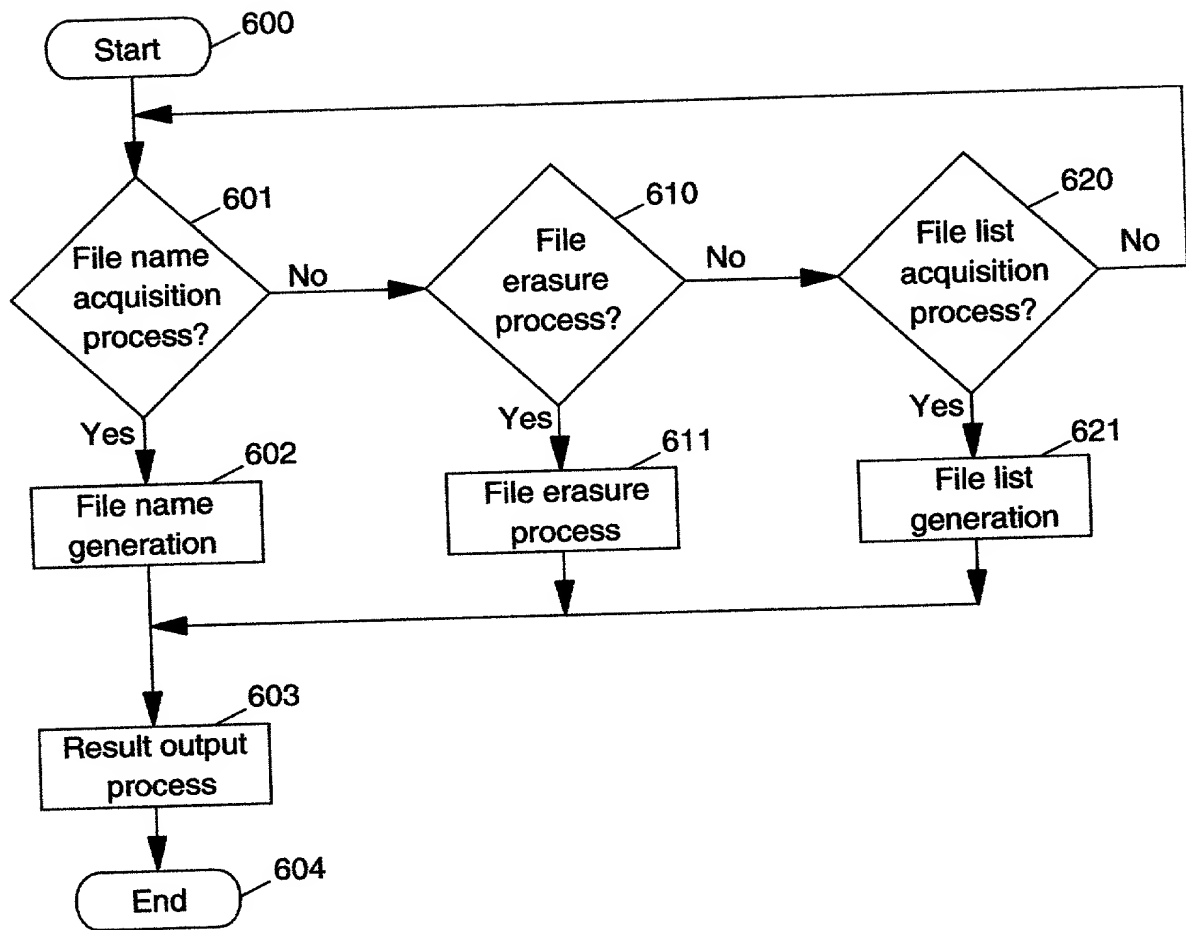 Start
600
601
File name
acquisition
process?
No
610
File
erasure
process?
No
620
File list
acquisition
process?
No
Yes
602
File name
generation
Yes
611
File erasure
process
Yes
621
File list
generation
603
Result output
process
End
604